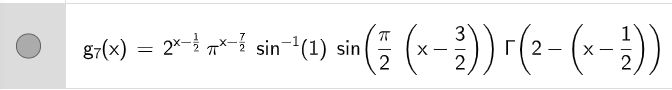 g₇(x) = 2^(x−1/2) π^(x−7/2) sin⁻¹(1) sin(π/2 (x − 3/2)) Γ(2 − (x − 1/2))